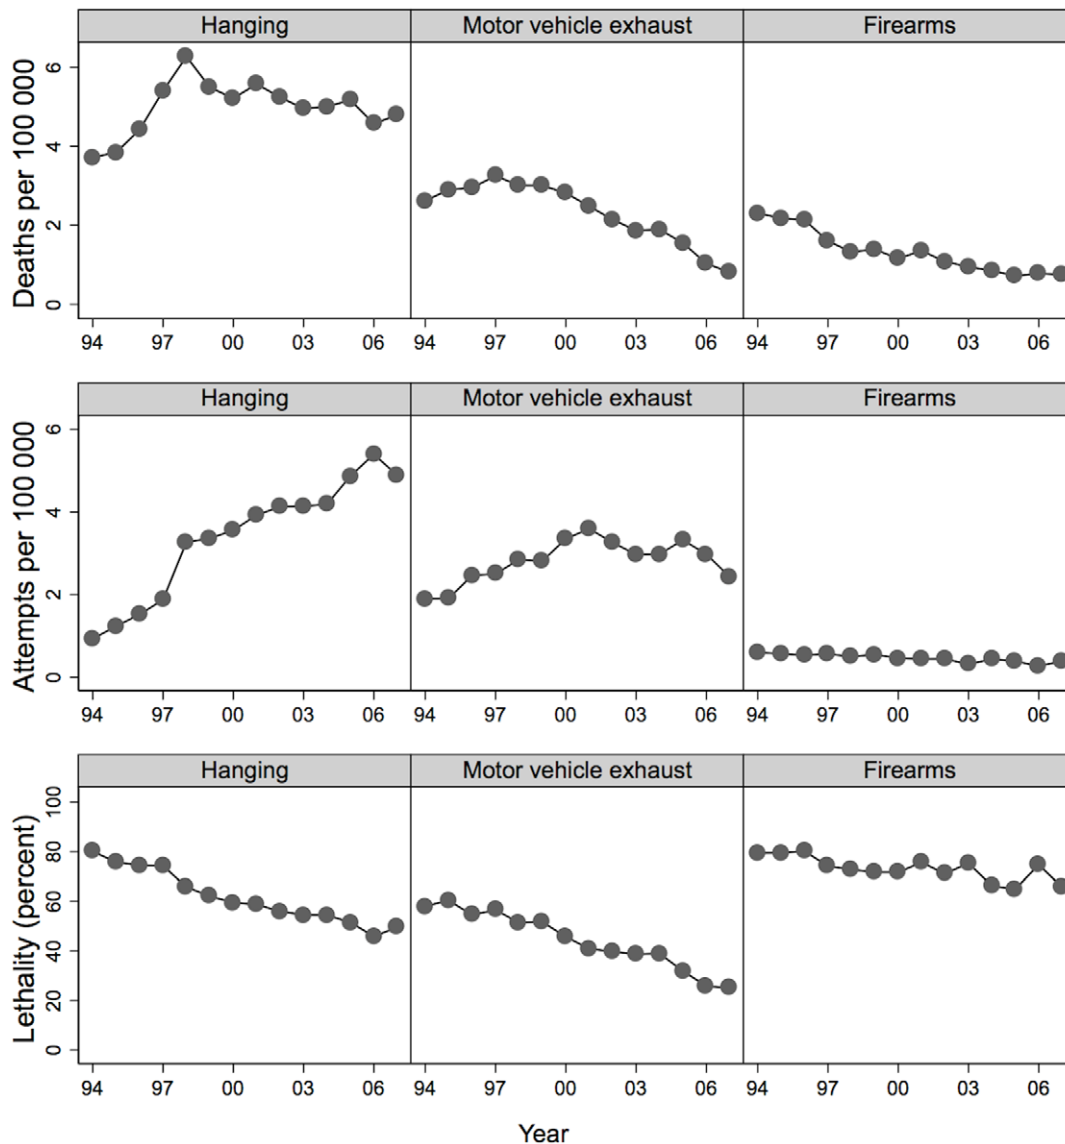 Hanging Motor vehicle exhaust Firearms
Deaths per 100 000
6
4
2
0
94 97 00 03 06 94 97 00 03 06 94 97 00 03 06
Hanging Motor vehicle exhaust Firearms
Attempts per 100 000
6
4
2
0
94 97 00 03 06 94 97 00 03 06 94 97 00 03 06
Hanging Motor vehicle exhaust Firearms
Lethality (percent)
100
80
60
40
20
0
94 97 00 03 06 94 97 00 03 06 94 97 00 03 06
Year